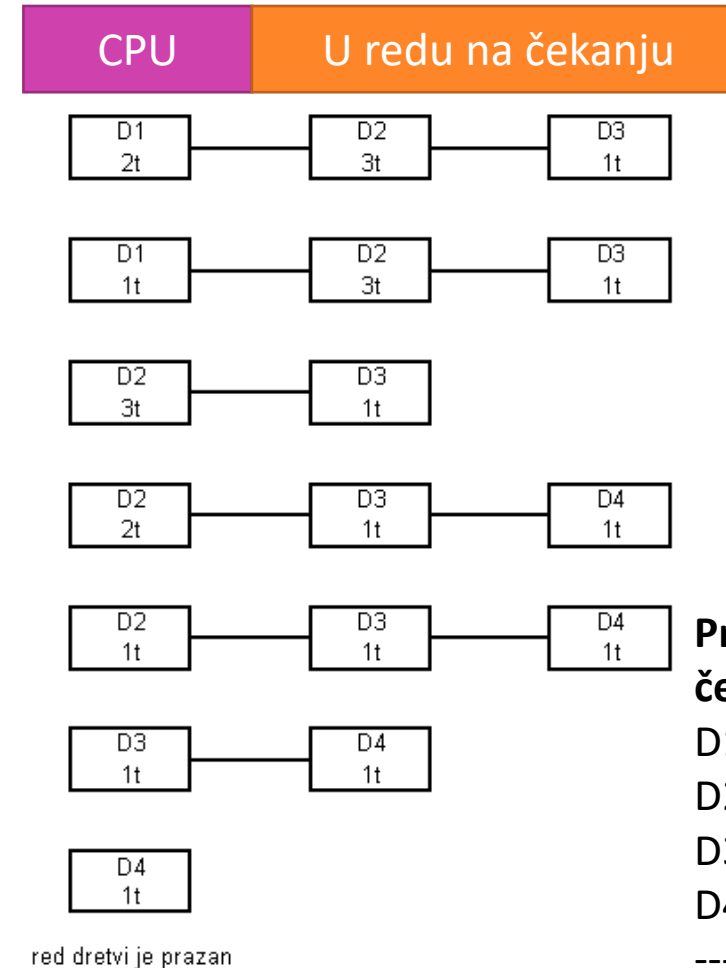 CPU U redu na čekanju
D1 D2 D3
2t 3t 1t
D1 D2 D3
1t 3t 1t
D2 D3
3t 1t
D2 D3 D4
2t 1t 1t
D2 D3 D4
1t 1t 1t
D3 D4
1t 1t
D4
1t
red dretvi je prazan